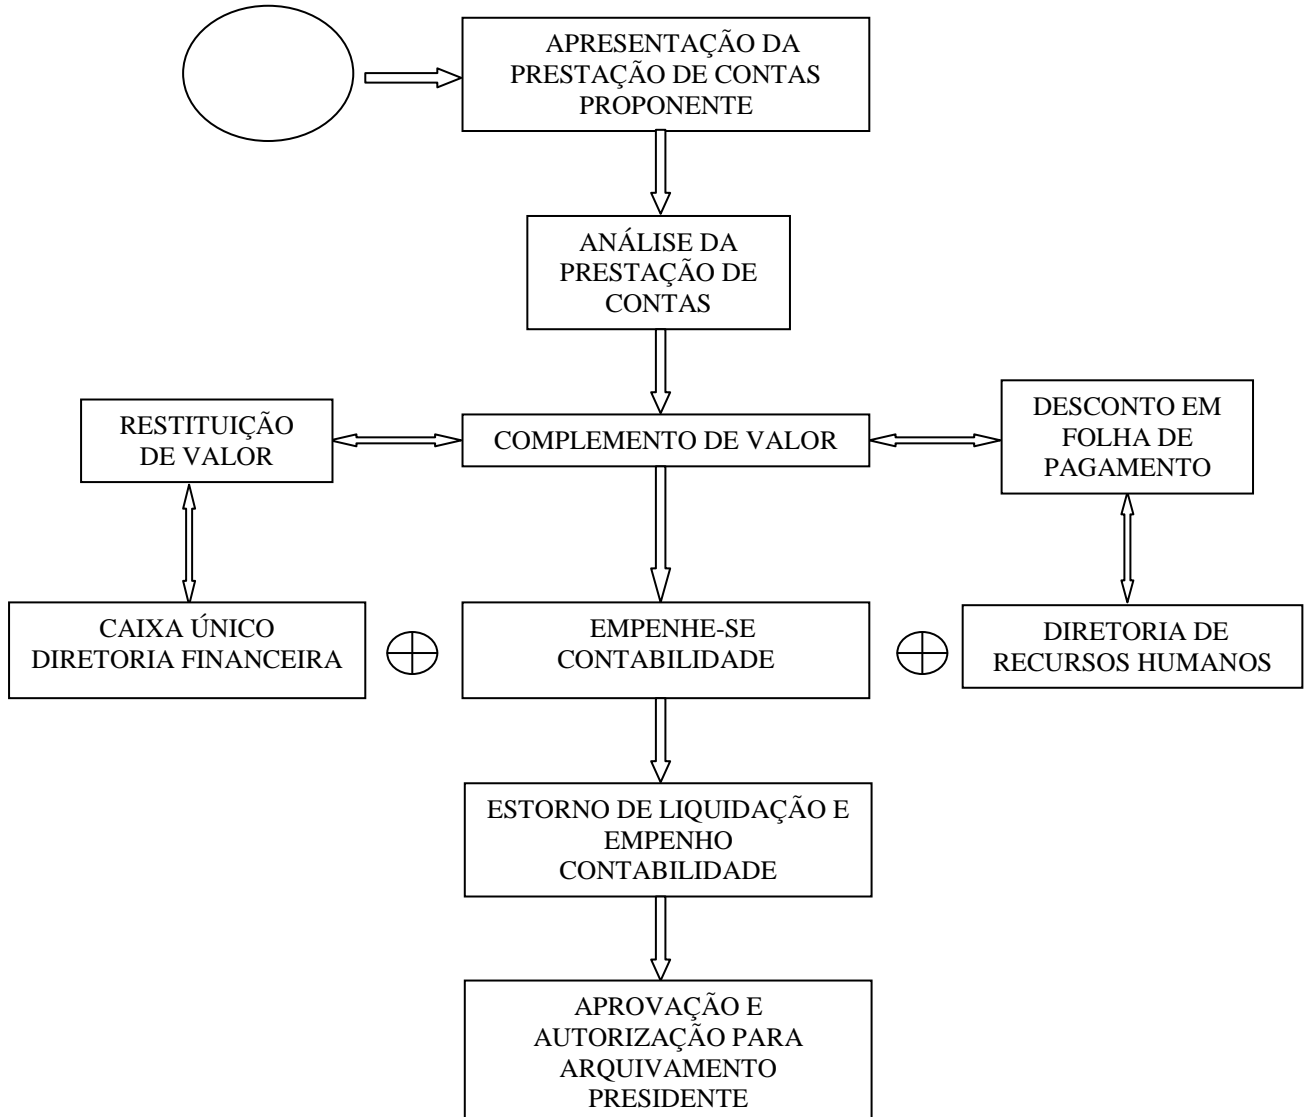 APRESENTAÇÃO DA
PRESTAÇÃO DE CONTAS
PROPONENTE
ANÁLISE DA
PRESTAÇÃO DE
CONTAS
RESTITUIÇÃO
DE VALOR
COMPLEMENTO DE VALOR
DESCONTO EM
FOLHA DE
PAGAMENTO
CAIXA ÚNICO
DIRETORIA FINANCEIRA
EMPENHE-SE
CONTABILIDADE
DIRETORIA DE
RECURSOS HUMANOS
ESTORNO DE LIQUIDAÇÃO E
EMPENHO
CONTABILIDADE
APROVAÇÃO E
AUTORIZAÇÃO PARA
ARQUIVAMENTO
PRESIDENTE